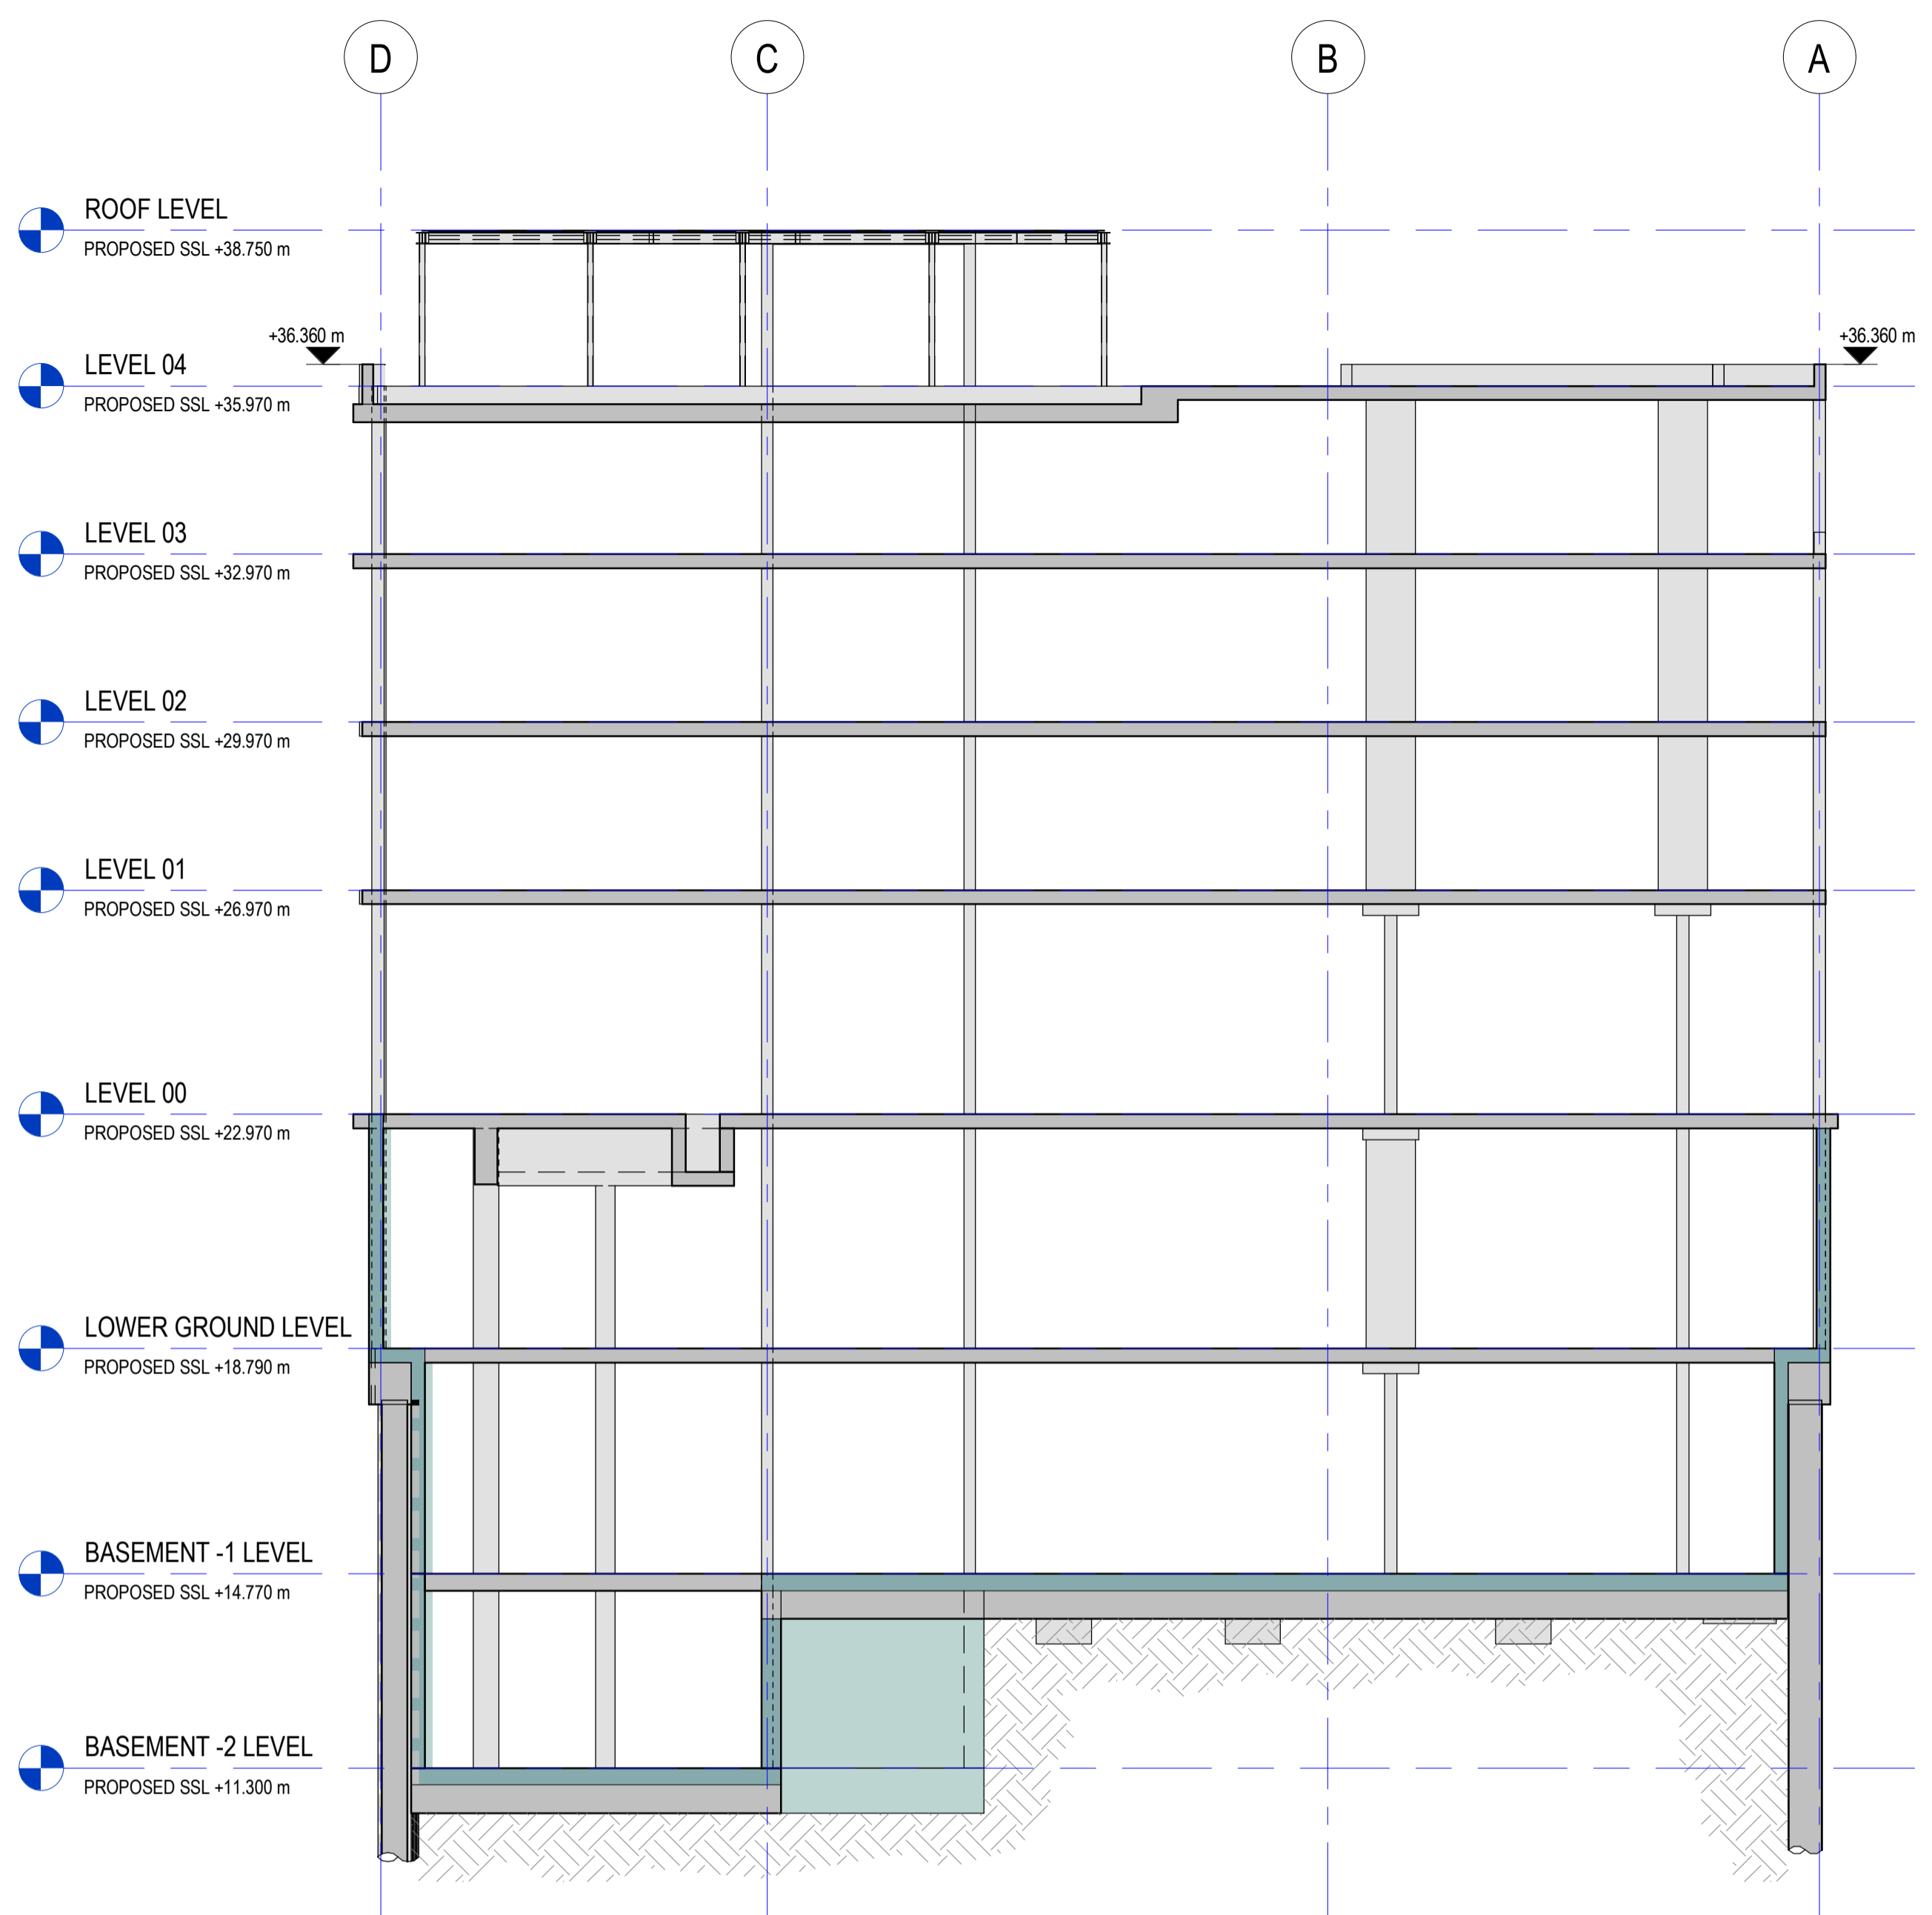 D
C
B
A
ROOF LEVEL
PROPOSED SSL +38.750 m
+36.360 m
+36.360 m
LEVEL 04
PROPOSED SSL +35.970 m
LEVEL 03
PROPOSED SSL +32.970 m
LEVEL 02
PROPOSED SSL +29.970 m
LEVEL 01
PROPOSED SSL +26.970 m
LEVEL 00
PROPOSED SSL +22.970 m
LOWER GROUND LEVEL
PROPOSED SSL +18.790 m
BASEMENT -1 LEVEL
PROPOSED SSL +14.770 m
BASEMENT -2 LEVEL
PROPOSED SSL +11.300 m